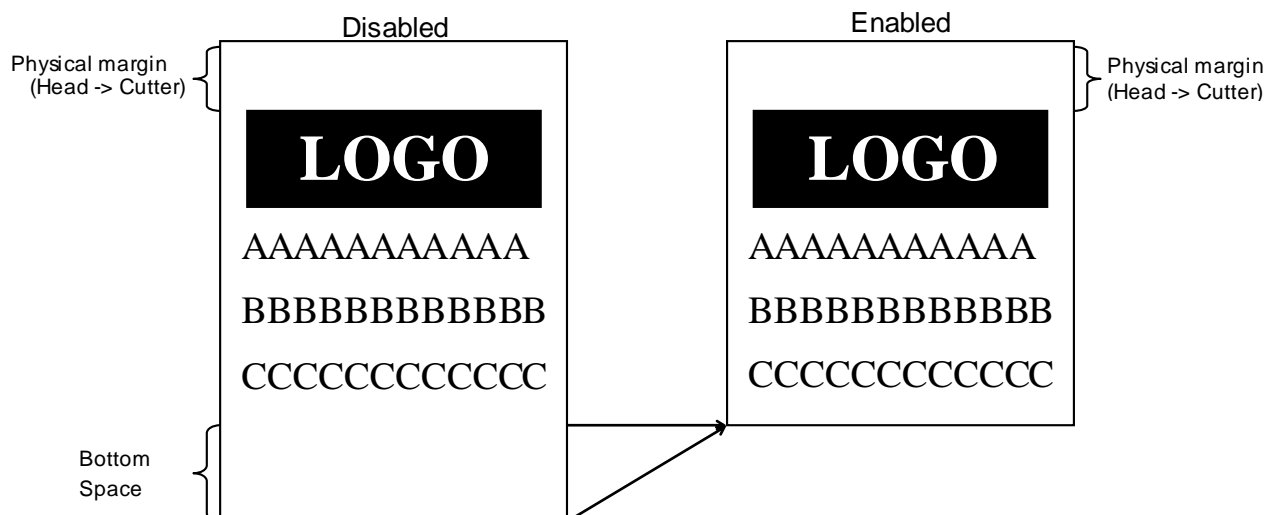 Disabled
Enabled
Physical margin
(Head -> Cutter)
Physical margin
(Head -> Cutter)
LOGO
LOGO
AAAAAAAAAAA
AAAAAAAAAAA
BBBBBBBBBBBB
BBBBBBBBBBBB
CCCCCCCCCCCC
CCCCCCCCCCCC
Bottom
Space